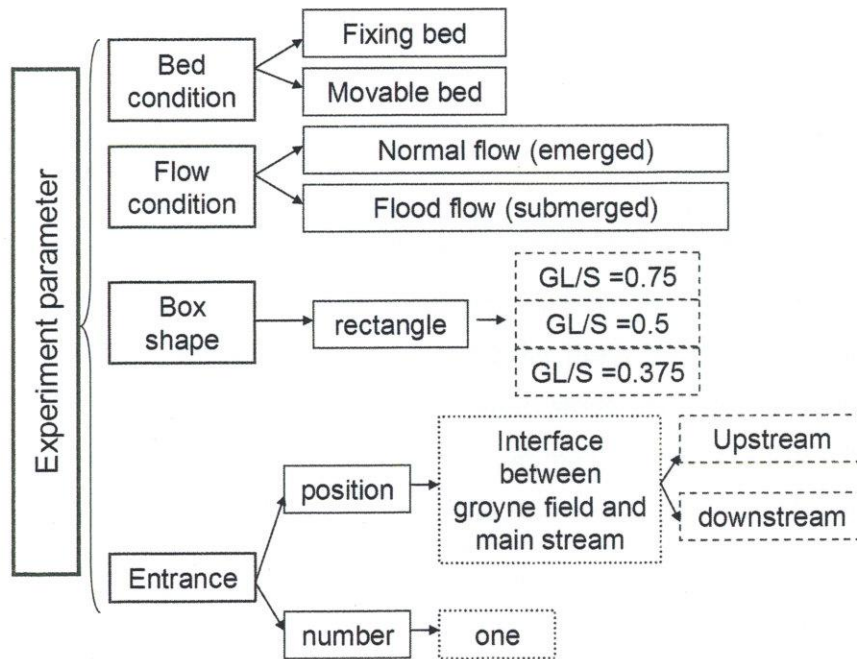 Experiment parameter
Bed
condition
Fixing bed
Movable bed
Flow
condition
Normal flow (emerged)
Flood flow (submerged)
Box
shape
rectangle
GL/S =0.75
GL/S =0.5
GL/S =0.375
Entrance
position
Interface
between
groyne field and
main stream
Upstream
downstream
number
one